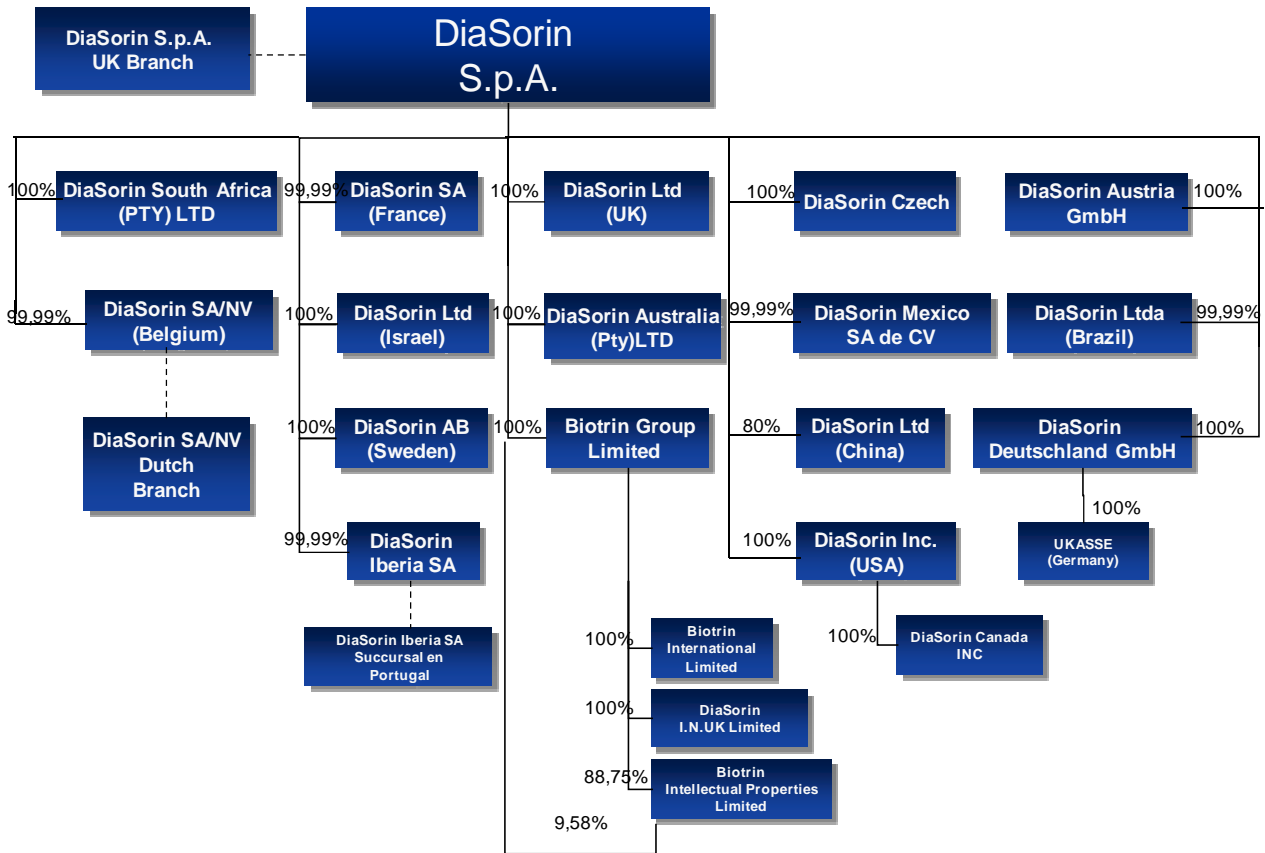 DiaSorin S.p.A.
UK Branch
DiaSorin
S.p.A.
100%
DiaSorin South Africa
(PTY) LTD
99,99%
DiaSorin SA
(France)
100%
DiaSorin Ltd
(UK)
100%
DiaSorin Czech
DiaSorin Austria
GmbH
100%
99,99%
DiaSorin SA/NV
(Belgium)
100%
DiaSorin Ltd
(Israel)
100%
DiaSorin Australia
(Pty)LTD
99,99%
DiaSorin Mexico
SA de CV
DiaSorin Ltda
(Brazil)
99,99%
DiaSorin SA/NV
Dutch
Branch
100%
DiaSorin AB
(Sweden)
100%
Biotrin Group
Limited
80%
DiaSorin Ltd
(China)
DiaSorin
Deutschland GmbH
100%
99,99%
DiaSorin
Iberia SA
100%
DiaSorin Inc.
(USA)
100%
UKASSE
(Germany)
DiaSorin Iberia SA
Succursal en
Portugal
100%
Biotrin
International
Limited
100%
DiaSorin Canada
INC
100%
DiaSorin
I.N.UK Limited
88,75%
Biotrin
Intellectual Properties
Limited
9,58%